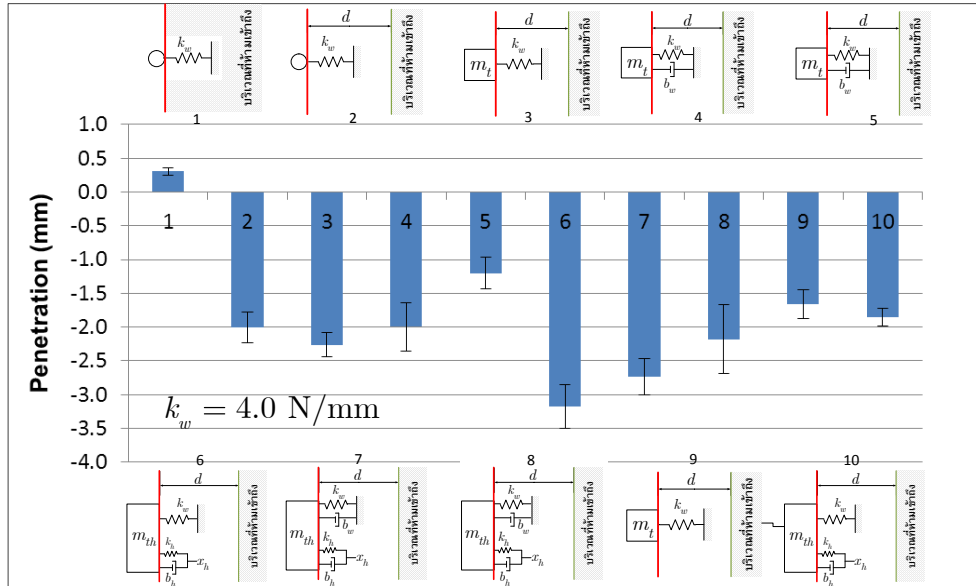 d
d
d
d
k_w
k_w
m_t
k_w
m_t
k_w
b_w
m_t
k_w
b_w
บริเวณที่ห้ามเข้าถึง
บริเวณที่ห้ามเข้าถึง
บริเวณที่ห้ามเข้าถึง
บริเวณที่ห้ามเข้าถึง
บริเวณที่ห้ามเข้าถึง
1
2
3
4
5
Penetration (mm)
1.0
0.5
0.0
-0.5
-1.0
-1.5
-2.0
-2.5
-3.0
-3.5
-4.0
1
2
3
4
5
6
7
8
9
10
k_w = 4.0 N/mm
6
7
8
9
10
d
d
d
d
d
m_th
k_w
k_h
b_h
x_h
บริเวณที่ห้ามเข้าถึง
m_th
k_w
b_w
k_h
b_h
x_h
บริเวณที่ห้ามเข้าถึง
m_th
k_w
b_w
k_h
b_h
x_h
บริเวณที่ห้ามเข้าถึง
m_t
k_w
บริเวณที่ห้ามเข้าถึง
m_th
k_w
k_h
b_h
x_h
บริเวณที่ห้ามเข้าถึง